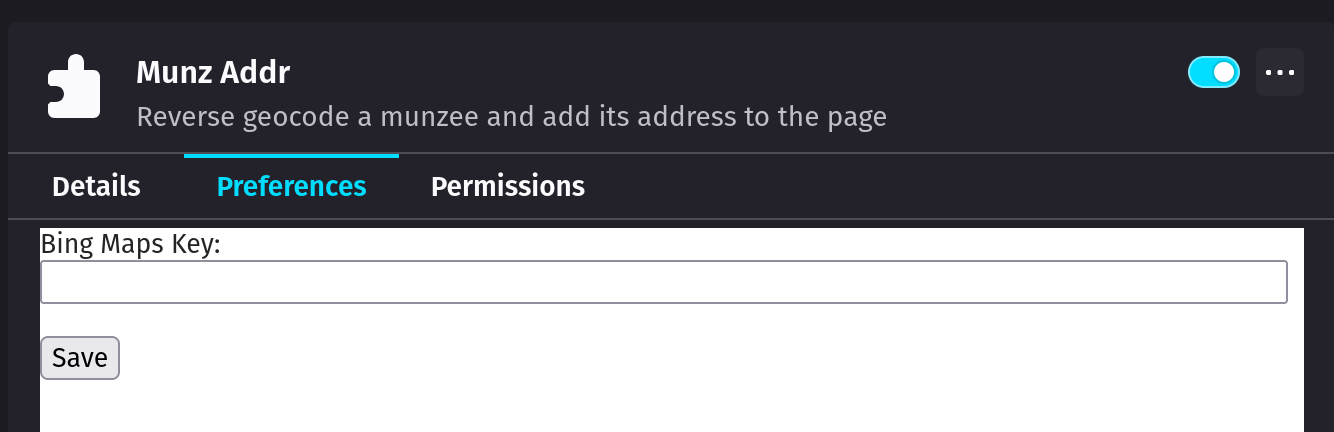 Munz Addr
Reverse geocode a munzee and add its address to the page
Details Preferences Permissions
Bing Maps Key:
Save